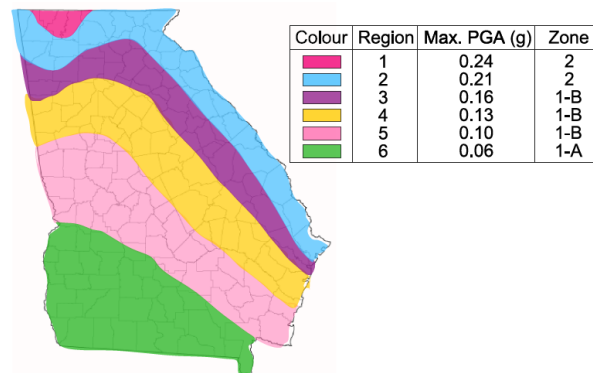 Colour Region Max. PGA (g) Zone
1 0.24 2
2 0.21 2
3 0.16 1-B
4 0.13 1-B
5 0.10 1-B
6 0.06 1-A